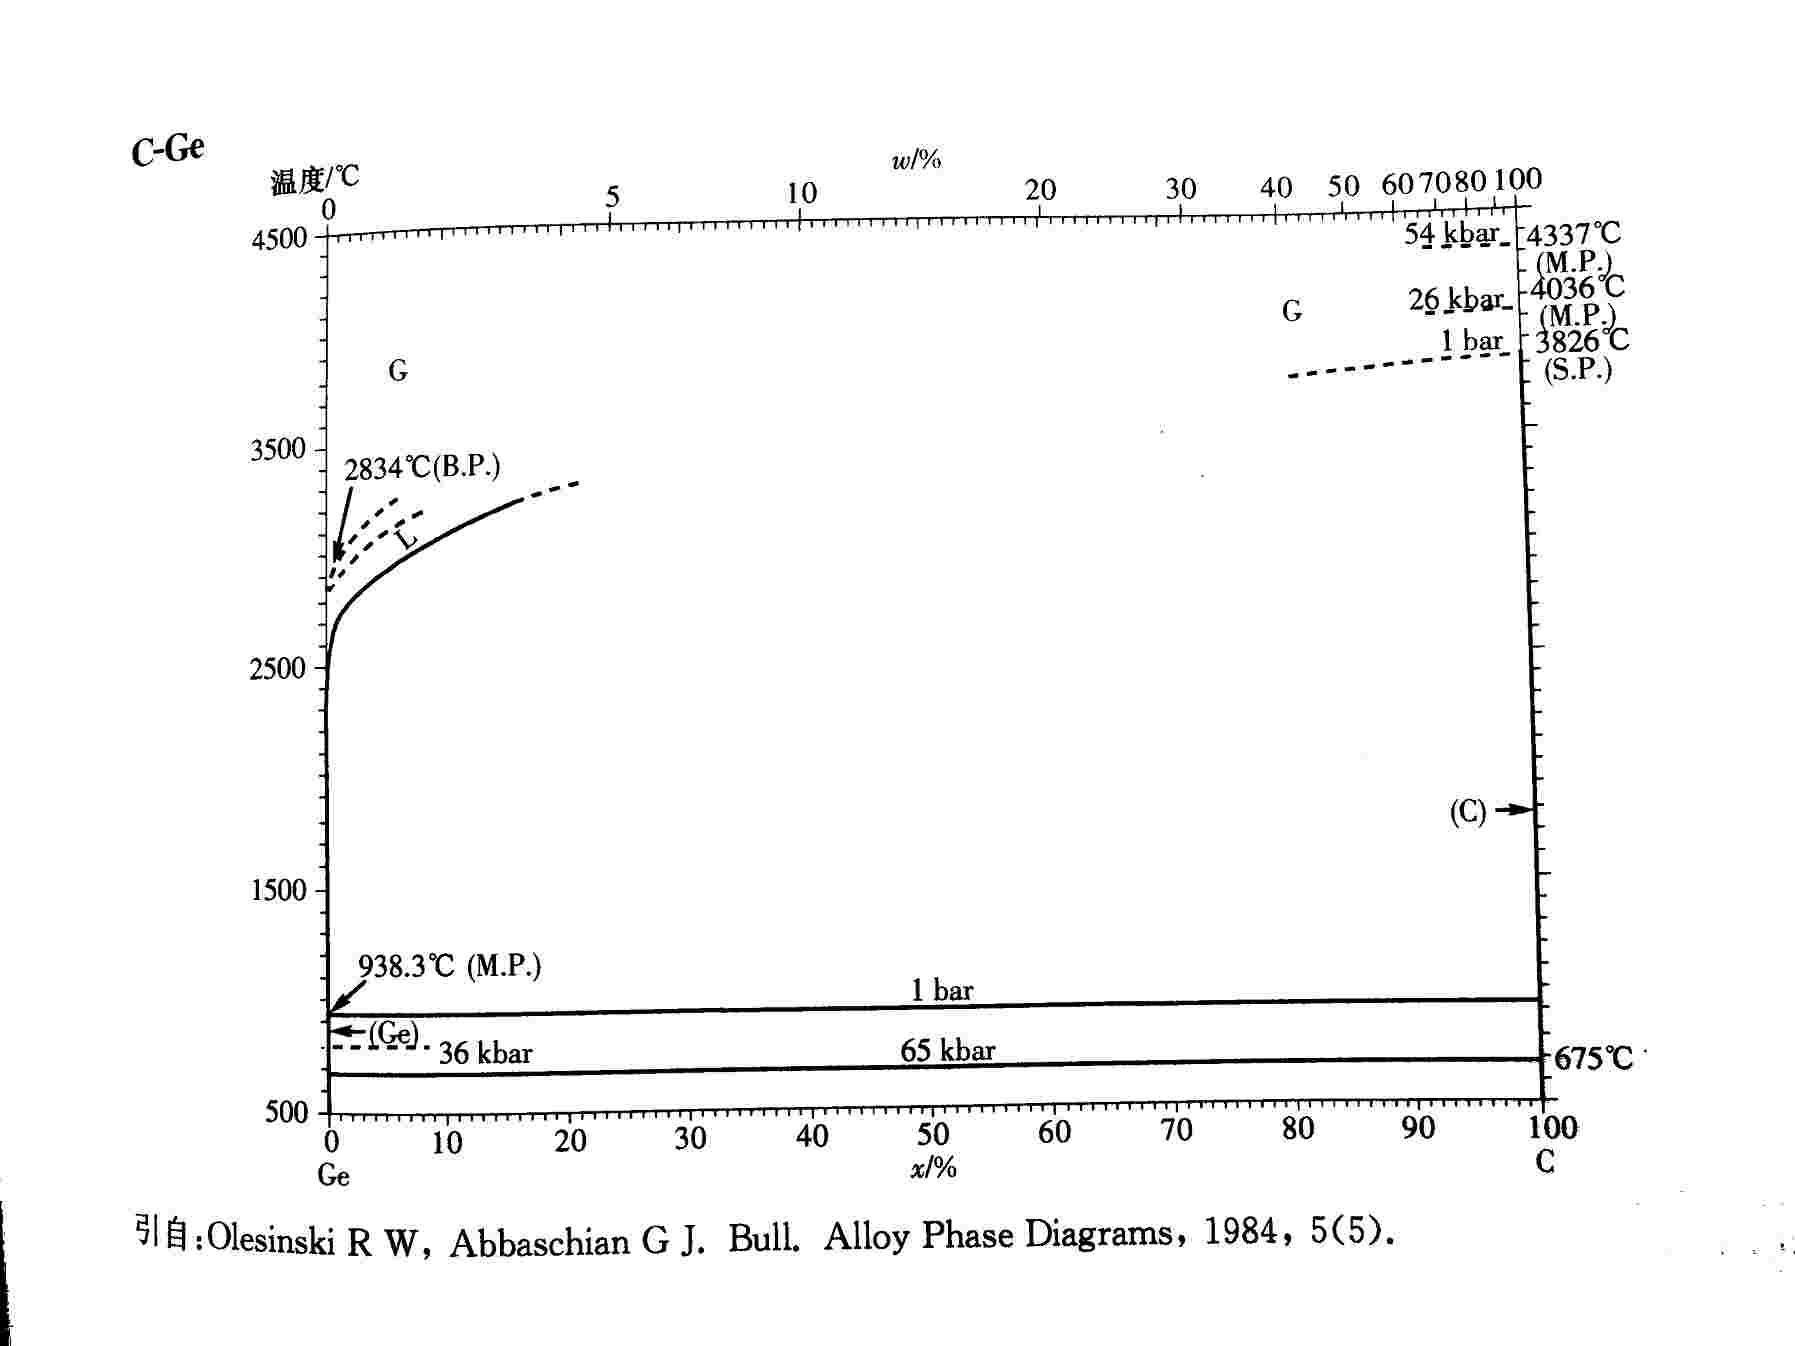 C-Ge
温度/℃
w/%
0 5 10 20 30 40 50 60 70 80 100
4500
3500
2500
1500
500
54 kbar
4337℃
(M.P.)
26 kbar
4036℃
(M.P.)
1 bar
3826℃
(S.P.)
G
G
2834℃(B.P.)
L
(C)
938.3℃ (M.P.)
1 bar
(Ge)
36 kbar
65 kbar
675℃
0 10 20 30 40 50 60 70 80 90 100
Ge
x/%
C
引自:Olesinski R W, Abbaschian G J. Bull. Alloy Phase Diagrams, 1984, 5(5).